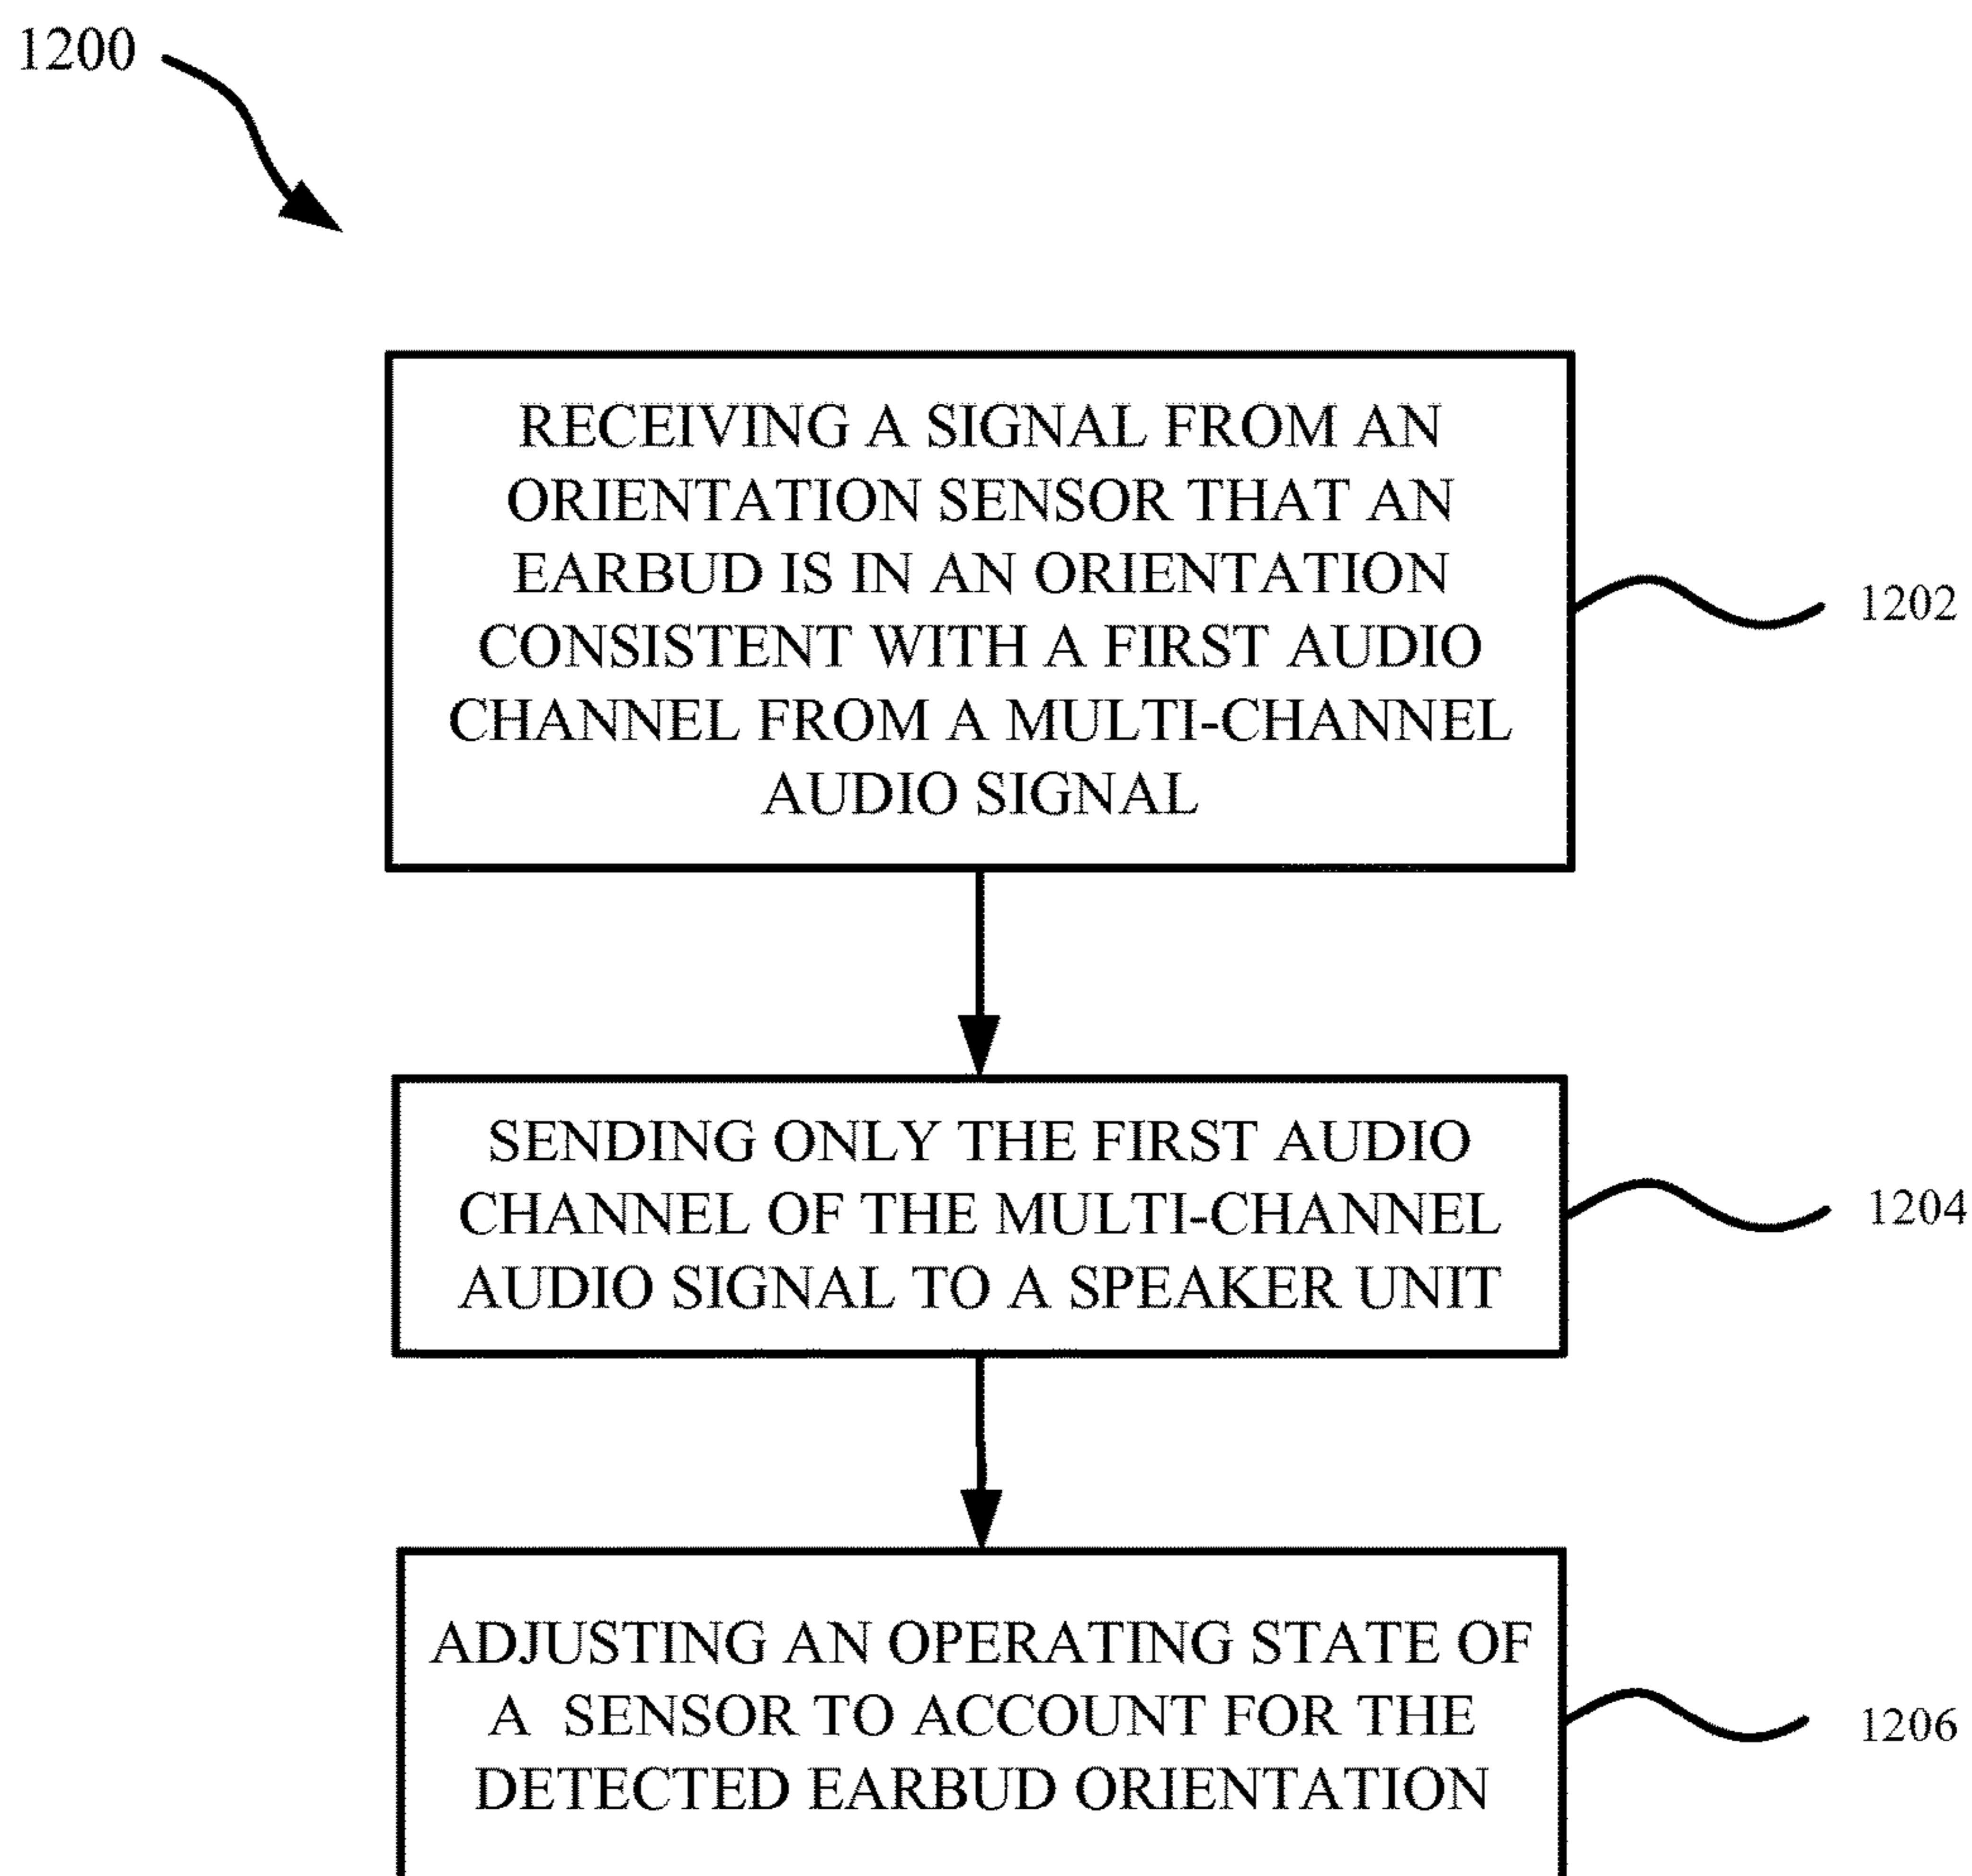 1200
RECEIVING A SIGNAL FROM AN
ORIENTATION SENSOR THAT AN
EARBUD IS IN AN ORIENTATION
CONSISTENT WITH A FIRST AUDIO
CHANNEL FROM A MULTI-CHANNEL
AUDIO SIGNAL
1202
SENDING ONLY THE FIRST AUDIO
CHANNEL OF THE MULTI-CHANNEL
AUDIO SIGNAL TO A SPEAKER UNIT
1204
ADJUSTING AN OPERATING STATE OF
A SENSOR TO ACCOUNT FOR THE
DETECTED EARBUD ORIENTATION
1206